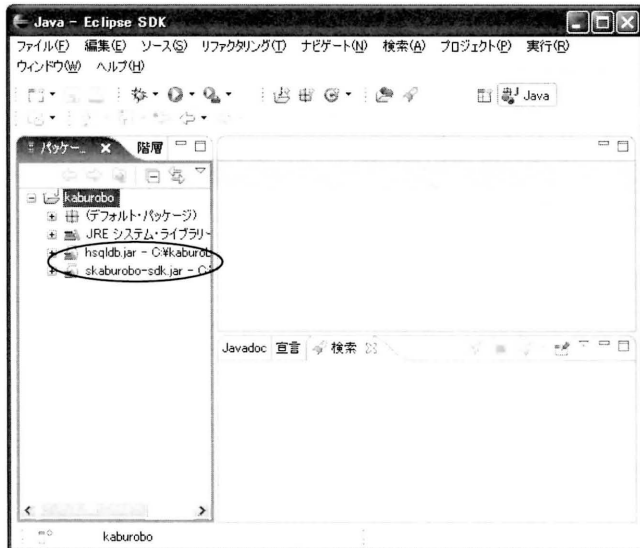 Java - Eclipse SDK
ファイル(F) 編集(E) ソース(S) リファクタリング(T) ナビゲート(N) 検索(A) プロジェクト(P) 実行(R)
ウィンドウ(W) ヘルプ(H)
Java
パッケー... 階層
kaburobo
(デフォルト・パッケージ)
JRE システム・ライブラリー
hsqldb.jar - C:¥kaburob
skaburobo-sdk.jar - C:
Javadoc 宣言 検索
kaburobo